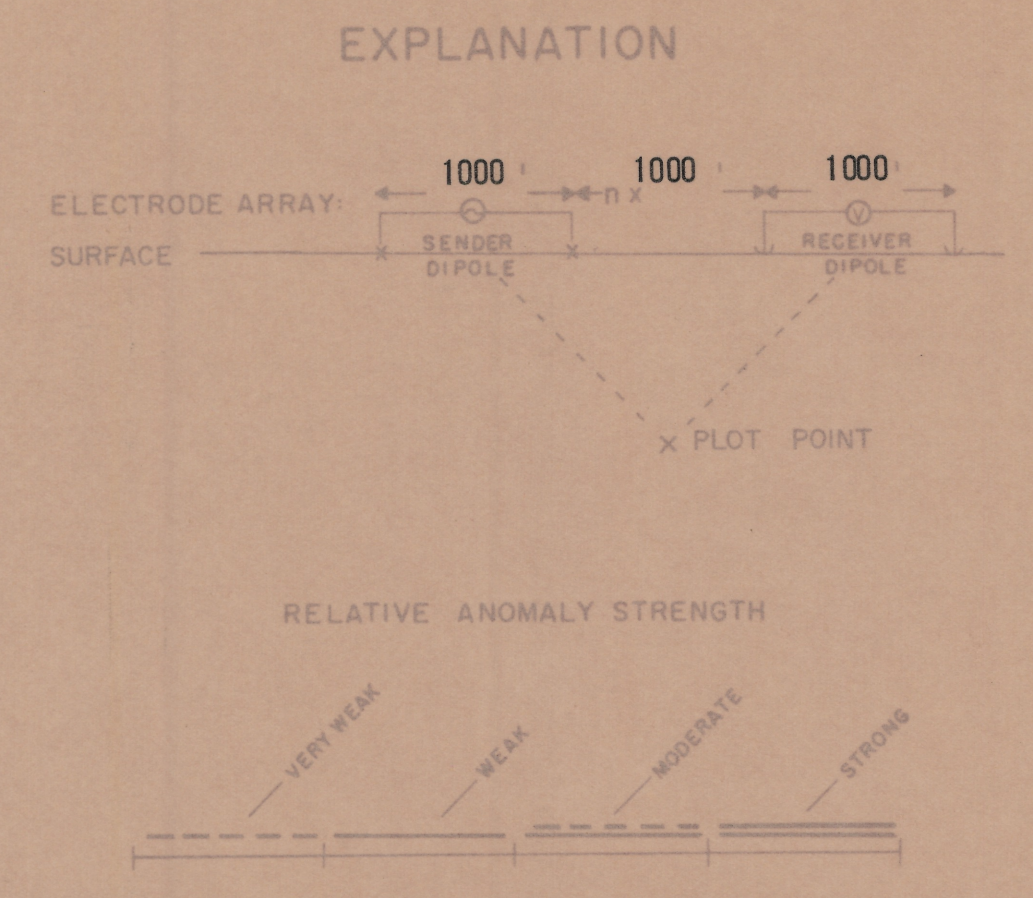 EXPLANATION
1000' 1000' 1000'
ELECTRODE ARRAY: n x
SURFACE
SENDER DIPOLE
V
RECEIVER DIPOLE
× PLOT POINT
RELATIVE ANOMALY STRENGTH
VERY WEAK
WEAK
MODERATE
STRONG